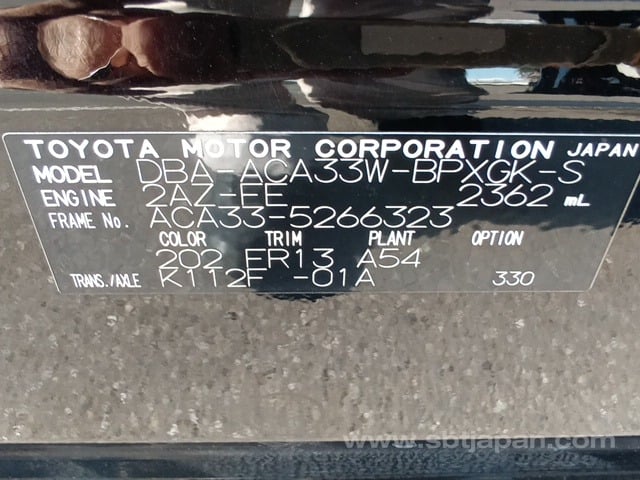 TOYOTA MOTOR CORPORATION JAPAN
MODEL DBA-ACA33W-BPXGK-S
ENGINE 2AZ-FE 2362 mL
FRAME No. ACA33-5266323
COLOR TRIM PLANT OPTION
202 FR13 A54
TRANS./AXLE K112F -01A 330
www.sbtjapan.com